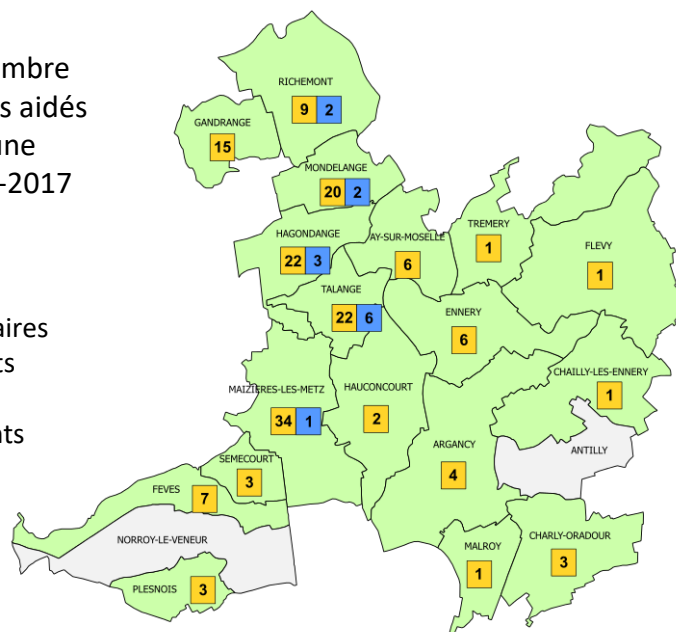 mbre
s aidés
une
-2017
aires
ts
nts
RICHEMONT
9 2
GANDRANGE
15
MONDELANGE
20 2
HAGONDANGE
22 3
AY-SUR-MOSELLE
6
TREMERY
1
FLEVY
1
TALANGE
22 6
ENNERY
6
CHAILLY-LES-ENNERY
1
MAIZIERES-LES-METZ
34 1
HAUCONCOURT
2
ARGANCY
4
ANTILLY
SEMECOURT
3
FEVES
7
NORROY-LE-VENEUR
MALROY
1
CHARLY-ORADOUR
3
PLESNOIS
3